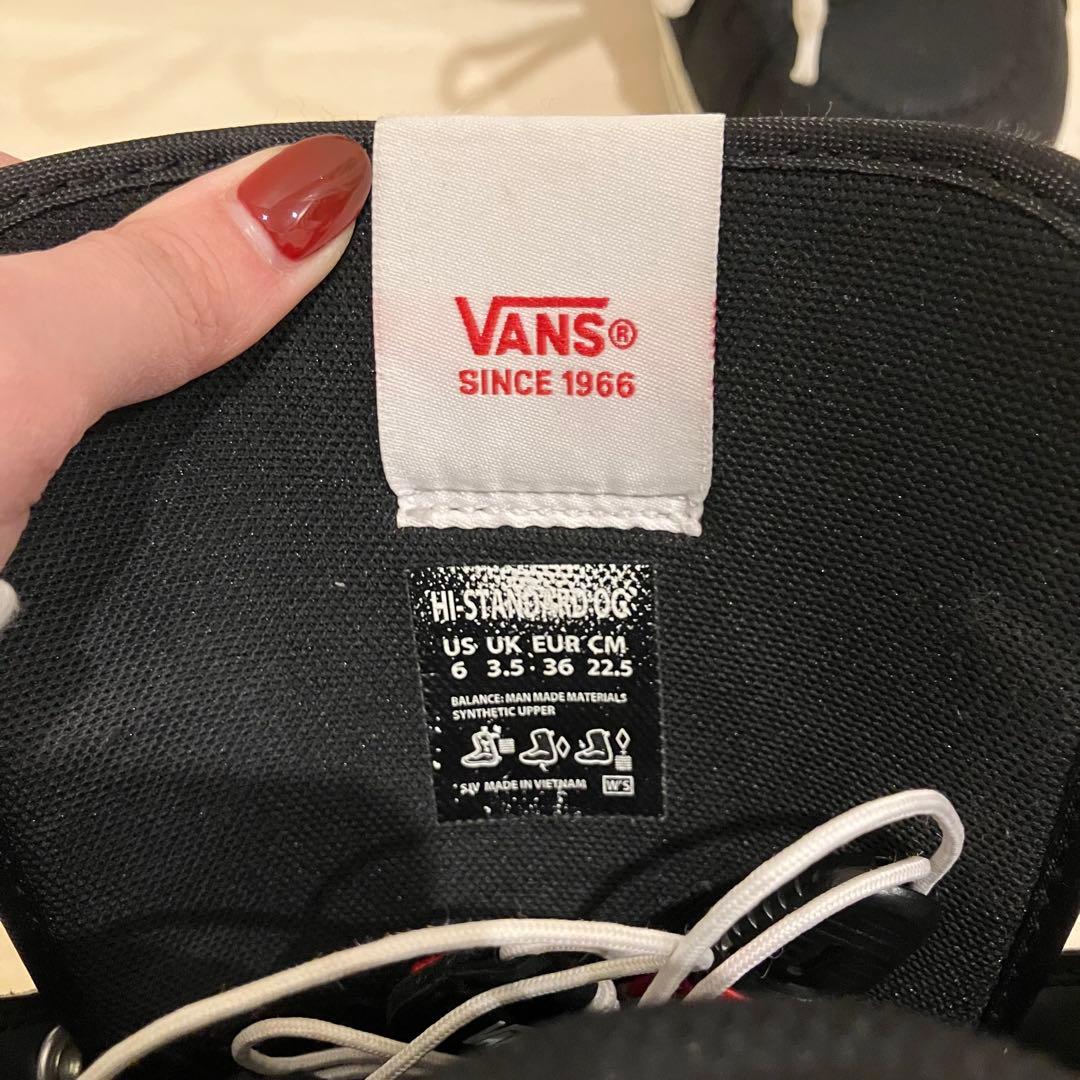 VANS®
SINCE 1966
HI-STANDARD OG
US UK EUR CM
6 3.5 36 22.5
BALANCE: MAN MADE MATERIALS
SYNTHETIC UPPER
SLV MADE IN VIETNAM W'S